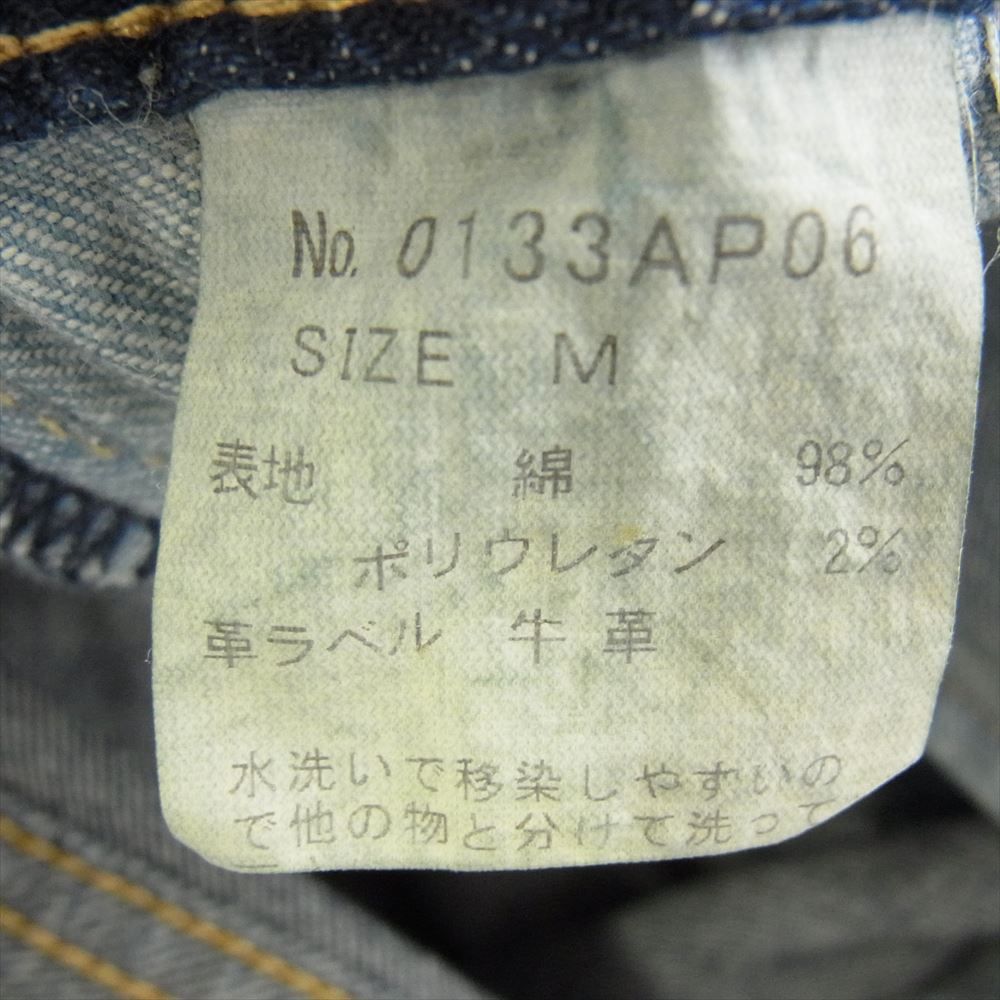 No. 0133AP06
SIZE M
表地 綿 98%
ポリウレタン 2%
革ラベル 牛革
水洗いで移染しやすいの
で他の物と分けて洗って